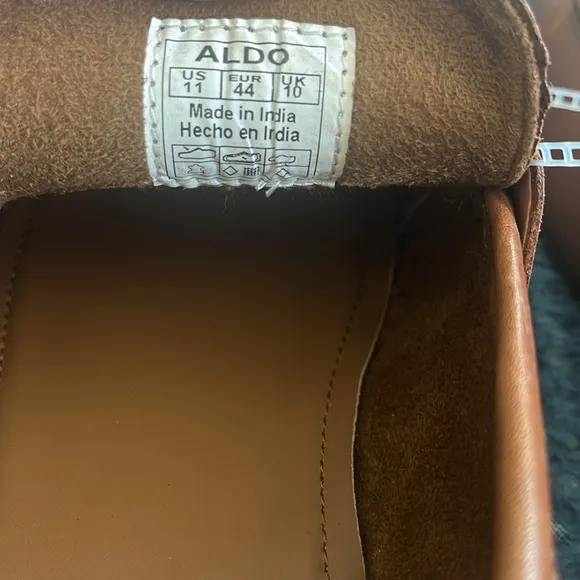 ALDO
US EUR UK
11 44 10
Made in India
Hecho en India